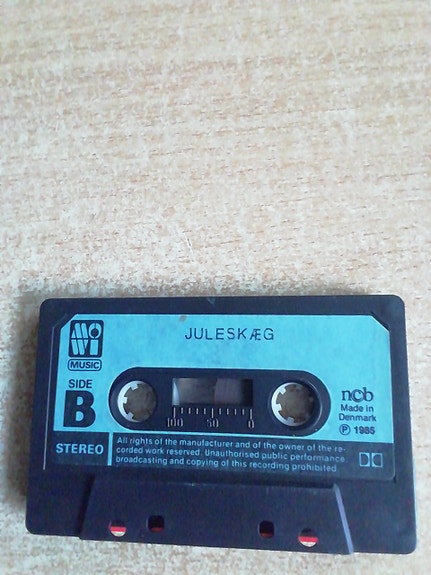 JULESKÆG
MOWI
MUSIC
SIDE
B
STEREO
100 50 0
ncb
Made in
Denmark
Ⓟ 1985
All rights of the manufacturer and of the owner of the re-
corded work reserved. Unauthorised public performance,
broadcasting and copying of this recording prohibited.